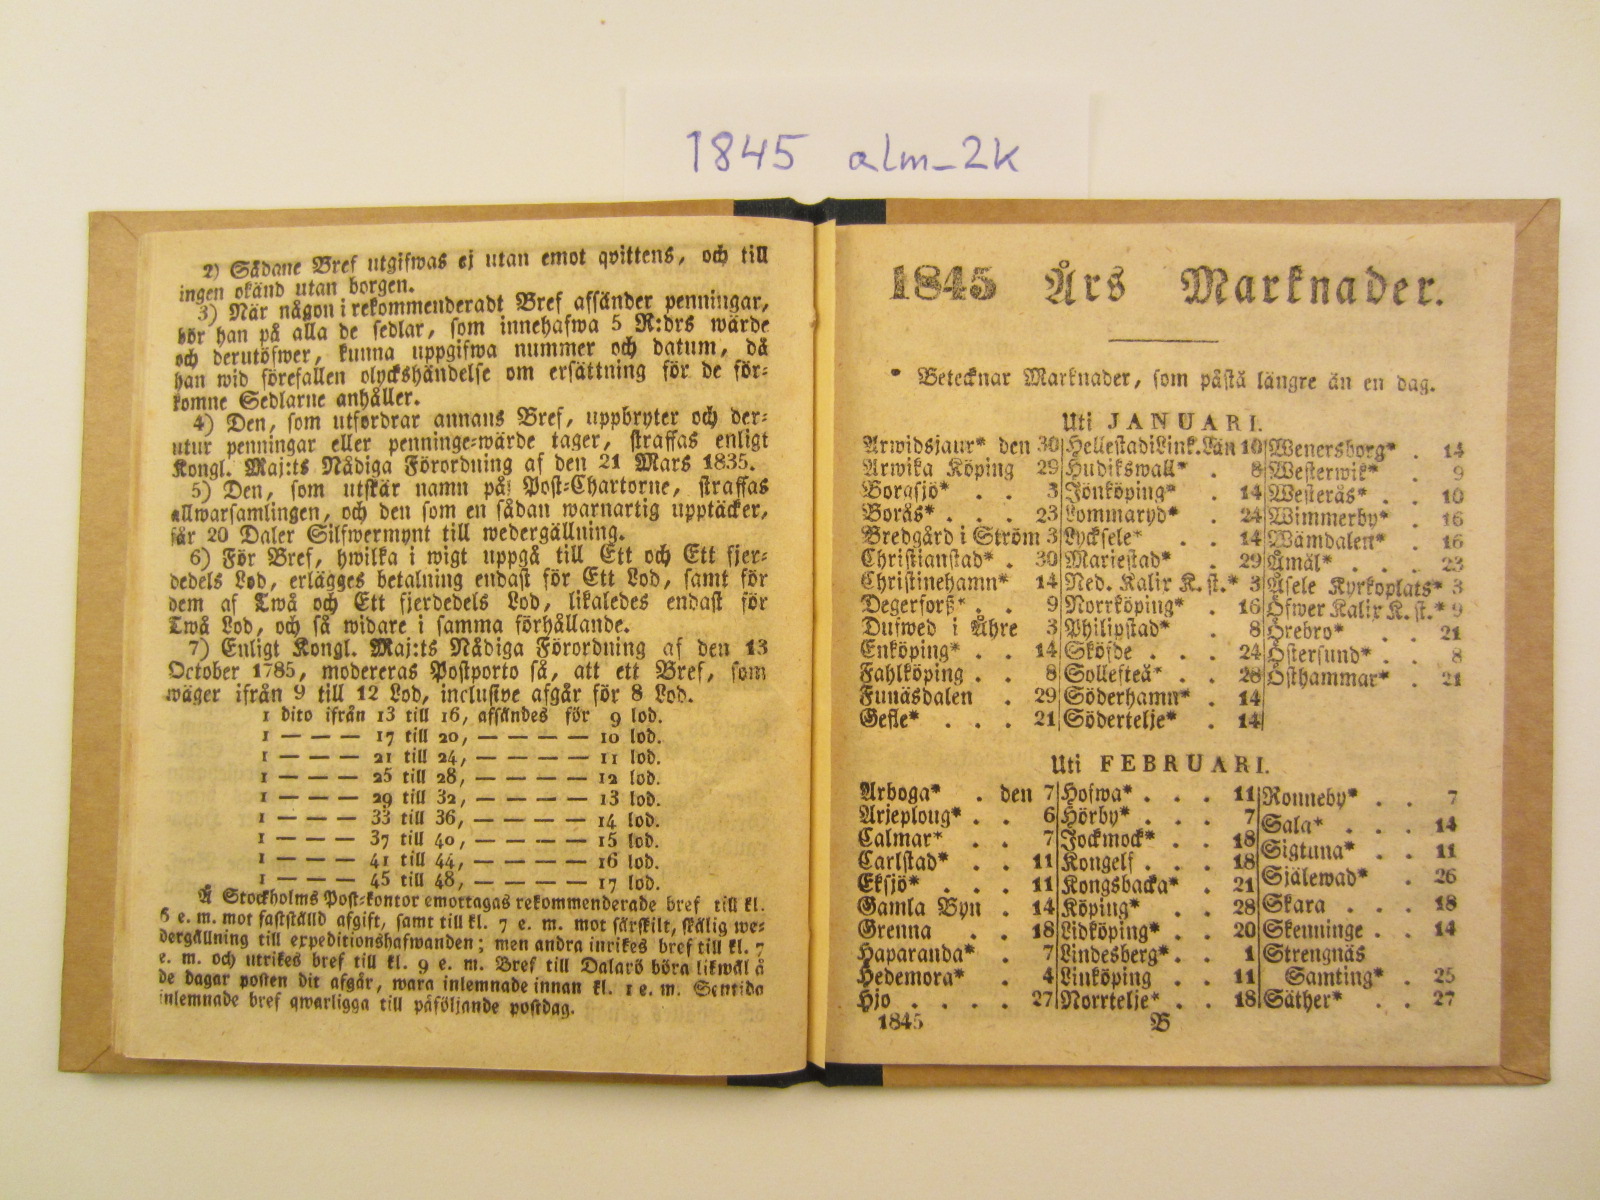 1845 alm_2k
2) Sådane Bref utgifwas ej utan emot qvittens, och till
ingen okänd utan borgen.
3) När någon i rekommenderadt Bref affänder penningar,
bör han på alla de sedlar, som innehafwa 5 R:drs wärde
och derutöfwer, kunna uppgifwa nummer och datum, då
han wid förefallen olyckshändelse om ersättning för de för-
komne Sedlarne anhåller.
4) Den, som utfordrar annans Bref, uppbryter och der-
utur penningar eller penninge-wärde tager, straffas enligt
Kongl. Maj:ts Nådiga Förordning af den 21 Mars 1835.
5) Den, som utskär namn på Post-Chartorne, straffas
allwarsamlingen, och den som en sådan wanartig upptäcker,
får 20 Daler Silfwermynt till wedergällning.
6) För Bref, hwilka i wigt uppgå till Ett och Ett fjer-
dedels Lod, erlägges betalning endast för Ett Lod, samt för
dem af Twå och Ett fjerdedels Lod, likaledes endast för
Twå Lod, och så widare i samma förhållande.
7) Enligt Kongl. Maj:ts Nådiga Förordning af den 13
October 1785, modereras Postporto så, att ett Bref, som
wäger ifrån 9 till 12 Lod, inclusive afgår för 8 Lod.
1 dito ifrån 13 till 16, affändes för 9 lod.
1 — — — 17 till 20, — — — — 10 lod.
1 — — — 21 till 24, — — — — 11 lod.
1 — — — 25 till 28, — — — — 12 lod.
1 — — — 29 till 32, — — — — 13 lod.
1 — — — 33 till 36, — — — — 14 lod.
1 — — — 37 till 40, — — — — 15 lod.
1 — — — 41 till 44, — — — — 16 lod.
1 — — — 45 till 48, — — — — 17 lod.
Å Stockholms Post-kontor emottagas rekommenderade bref till kl.
6 e. m. mot fastställd afgift, samt till kl. 7 e. m. mot särskilt, skälig we-
dergällning till expeditionshafwanden; men andra inrikes bref till kl. 7
e. m. och utrikes bref till kl. 9 e. m. Bref till Dalarö böra likwäl å
de dagar posten dit afgår, wara inlemnade innan kl. 1 e. m. Sentida
inlemnade bref qwarligga till påföljande postdag.
1845 Års Marknader.
* Betecknar Marknader, som påstå längre än en dag.
Uti JANUARI.
Arwidsjaur* den 30
Arwika Köping 29
Borgsjö* . . 3
Borås* . . . 23
Bredgård i Ström 3
Christianstad* . 30
Christinehamn* 14
Degerforß* . . 9
Dufwed i Åhre 3
Enköping* . . 14
Fahlköping . . 8
Funäsdalen . 29
Gefle* . . . 21
Hellestad i Link. Län 10
Hudikswall* . 8
Jönköping* . 14
Lommaryd* . 24
Lycksele* . . 14
Mariestad* . 29
Ned. Kalix K. st.* 3
Norrköping* . 16
Philipstad* . 8
Sköfde . . . 24
Sollefteå* . . 28
Söderhamn* . 14
Södertelje* . 14
Wenersborg* . 14
Westerwik* . 9
Westerås* . . 10
Wimmerby* . 16
Wämdalen* . 16
Åmål* . . . 23
Åsele Kyrkoplats* 3
Öfwer Kalix K. st.* 9
Örebro* . . 21
Östersund* . . 8
Östhammar* . 21
Uti FEBRUARI.
Arboga* . den 7
Arjeploug* . . 6
Calmar* . . 7
Carlstad* . . 11
Eksjö* . . . 11
Gamla Byn . 14
Grenna . . 18
Haparanda* . 7
Hedemora* . 4
Hjo . . . . 27
Hofwa* . . . 11
Hörby* . . . 7
Jockmock* . 18
Kongelf . . . 18
Kongsbacka* . 21
Köping* . . 28
Lidköping* . . 20
Lindesberg* . . 1
Linköping . 11
Norrtelje* . . 18
Ronneby* . . 7
Sala* . . . 14
Sigtuna* . . 11
Själewad* . 26
Skara . . . 18
Skenninge . . 14
Strengnäs
Samting* . 25
Säther* . . 27
1845 B